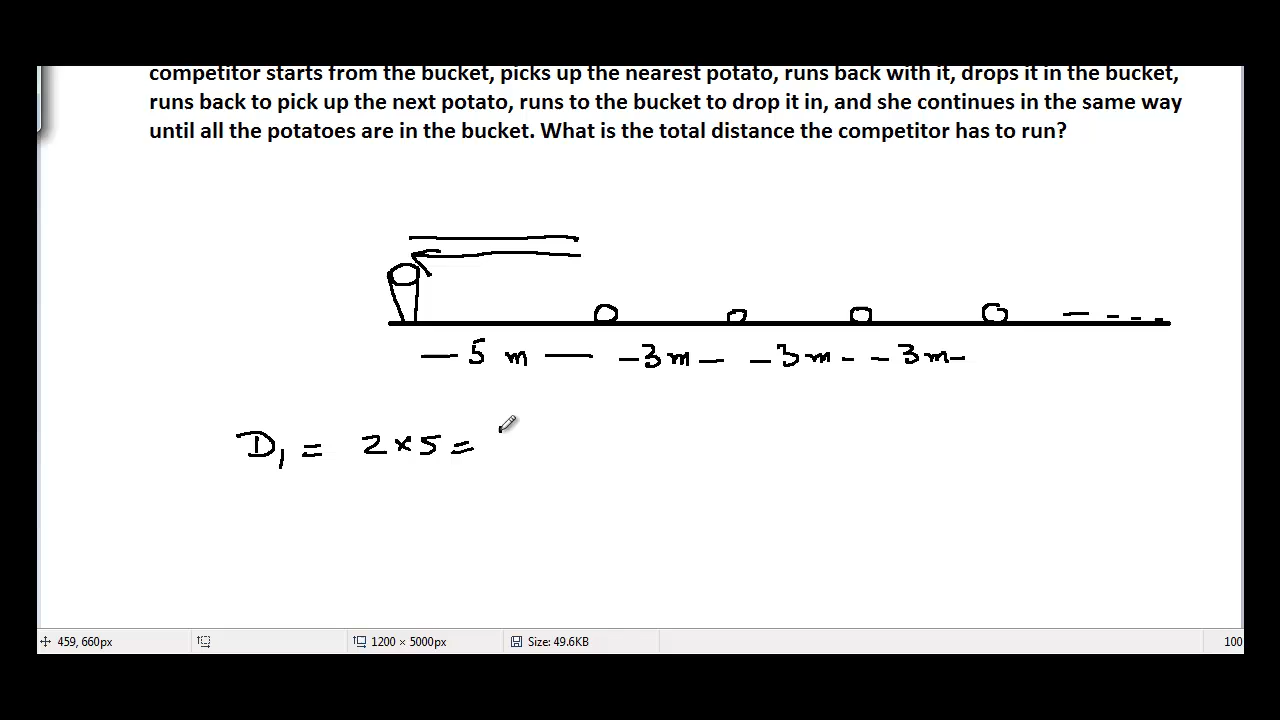 competitor starts from the bucket, picks up the nearest potato, runs back with it, drops it in the bucket,
runs back to pick up the next potato, runs to the bucket to drop it in, and she continues in the same way
until all the potatoes are in the bucket. What is the total distance the competitor has to run?
— 5 m — – 3 m – – 3 m – – 3 m –
D₁ = 2 × 5 =
459, 660px 1200 × 5000px Size: 49.6KB 100